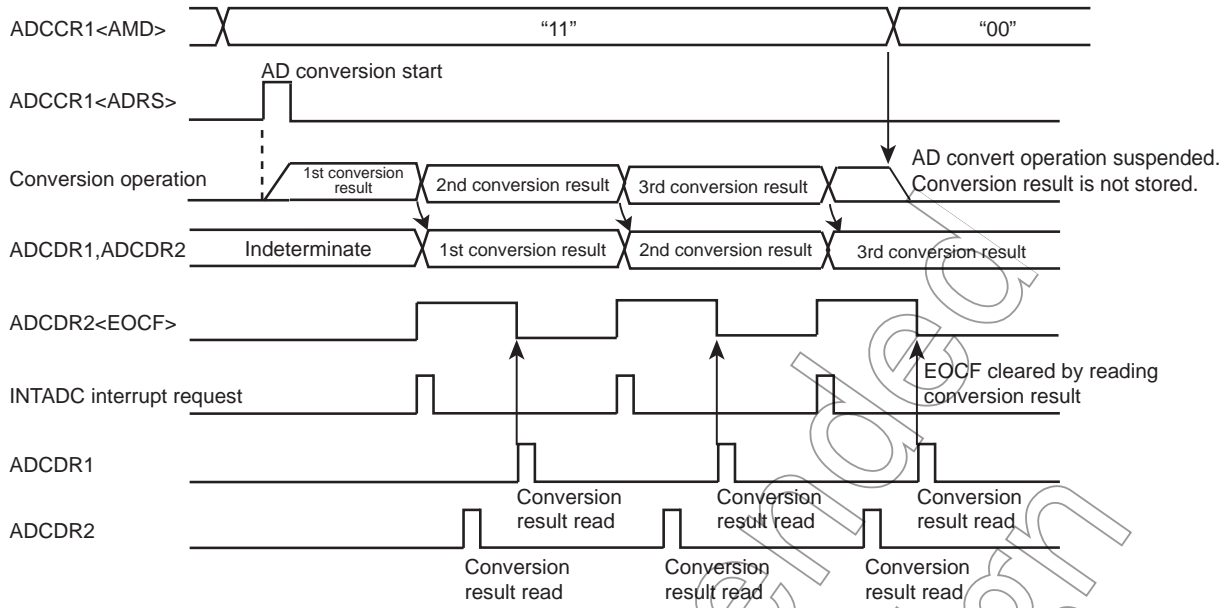 ADCCR1<AMD>
“11”
“00”
AD conversion start
ADCCR1<ADRS>
Conversion operation
1st conversion
result
2nd conversion result
3rd conversion result
AD convert operation suspended.
Conversion result is not stored.
ADCDR1,ADCDR2
Indeterminate
1st conversion result
2nd conversion result
3rd conversion result
ADCDR2<EOCF>
EOCF cleared by reading
conversion result
INTADC interrupt request
ADCDR1
Conversion
result read
Conversion
result read
Conversion
result read
ADCDR2
Conversion
result read
Conversion
result read
Conversion
result read